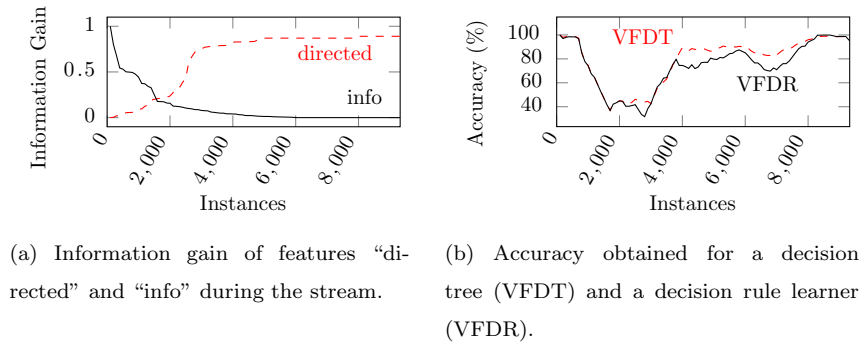 1
0.5
0
Information Gain
directed
info
0
2,000
4,000
6,000
8,000
Instances
100
80
60
40
Accuracy (%)
VFDT
VFDR
0
2,000
4,000
6,000
8,000
Instances
(a) Information gain of features “di-
rected” and “info” during the stream.
(b) Accuracy obtained for a decision
tree (VFDT) and a decision rule learner
(VFDR).